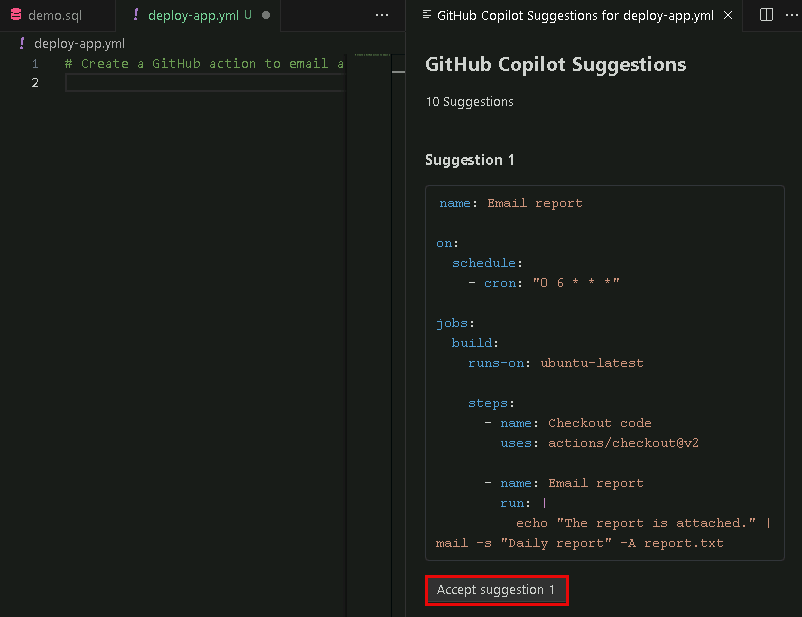 demo.sql
! deploy-app.yml U ● ···
! deploy-app.yml
1 # Create a GitHub action to email a
2
GitHub Copilot Suggestions for deploy-app.yml × ···
GitHub Copilot Suggestions
10 Suggestions
Suggestion 1
name: Email report
on:
schedule:
- cron: "0 6 * * *"
jobs:
build:
runs-on: ubuntu-latest
steps:
- name: Checkout code
uses: actions/checkout@v2
- name: Email report
run: |
echo "The report is attached." |
mail -s "Daily report" -A report.txt
Accept suggestion 1